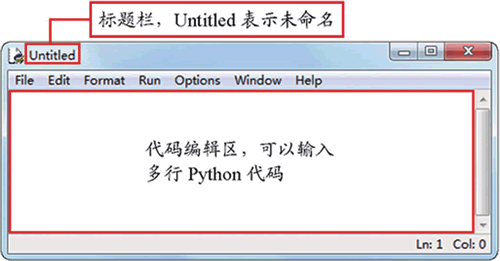 标题栏，Untitled 表示未命名
Untitled
File Edit Format Run Options Window Help
代码编辑区，可以输入
多行 Python 代码
Ln: 1 Col: 0